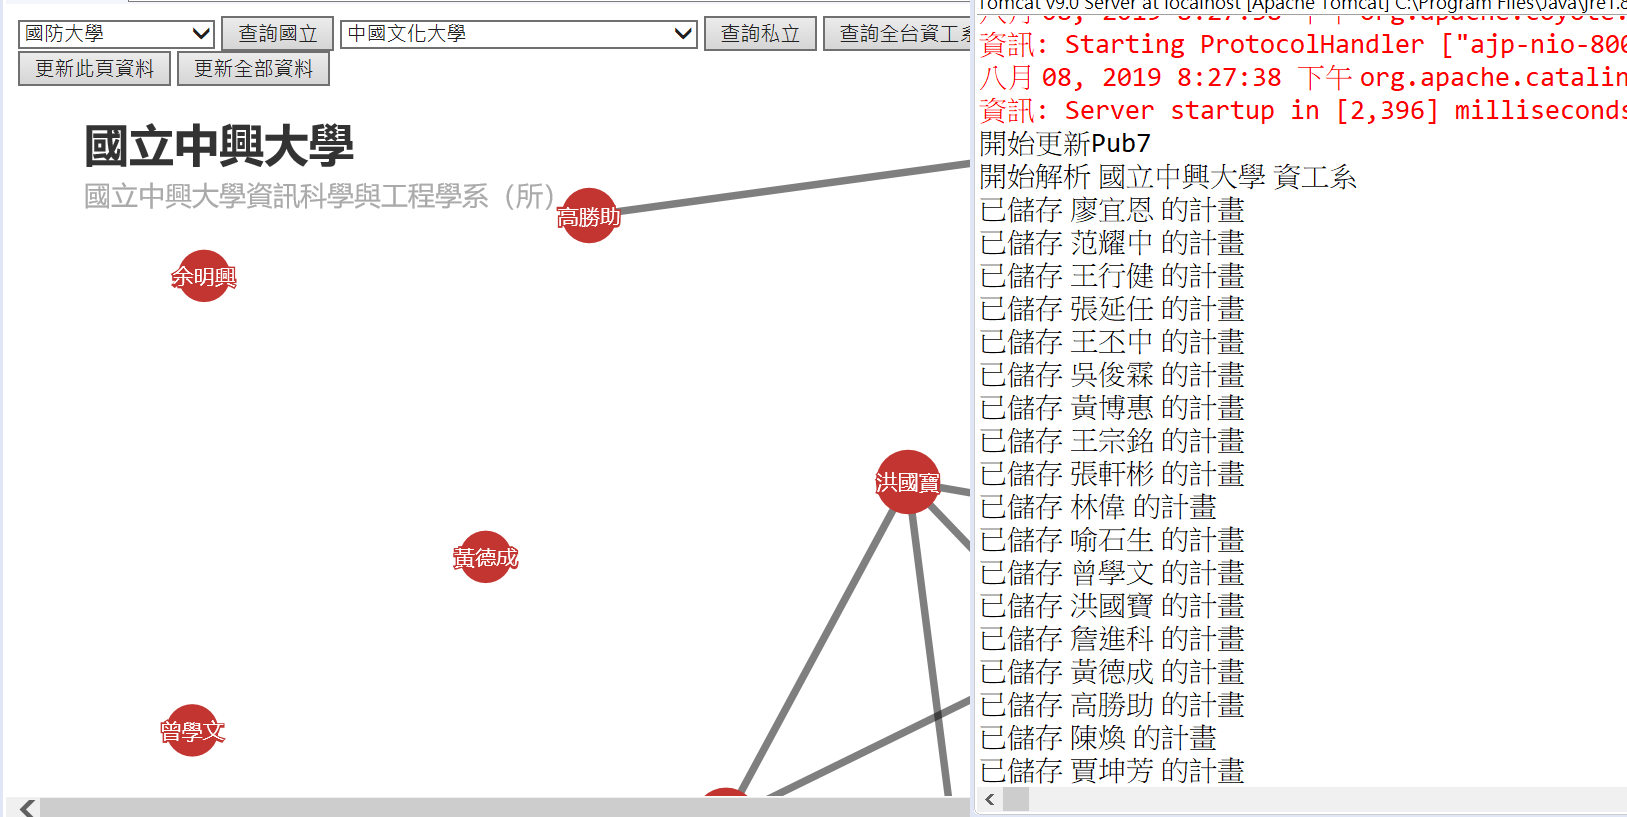 國防大學 查詢國立 中國文化大學 查詢私立 查詢全台資工系
更新此頁資料 更新全部資料
國立中興大學
國立中興大學資訊科學與工程學系（所）
高勝助
余明興
洪國寶
黃德成
曾學文
Tomcat v9.0 Server at localhost [Apache Tomcat] C:\Program Files\Java\jre1.8
八月 08, 2019 8:27:38 下午 org.apache.coyote.
資訊: Starting ProtocolHandler ["ajp-nio-800
八月 08, 2019 8:27:38 下午 org.apache.catalin
資訊: Server startup in [2,396] milliseconds
開始更新Pub7
開始解析 國立中興大學 資工系
已儲存 廖宜恩 的計畫
已儲存 范耀中 的計畫
已儲存 王行健 的計畫
已儲存 張延任 的計畫
已儲存 王丕中 的計畫
已儲存 吳俊霖 的計畫
已儲存 黃博惠 的計畫
已儲存 王宗銘 的計畫
已儲存 張軒彬 的計畫
已儲存 林偉 的計畫
已儲存 喻石生 的計畫
已儲存 曾學文 的計畫
已儲存 洪國寶 的計畫
已儲存 詹進科 的計畫
已儲存 黃德成 的計畫
已儲存 高勝助 的計畫
已儲存 陳煥 的計畫
已儲存 賈坤芳 的計畫